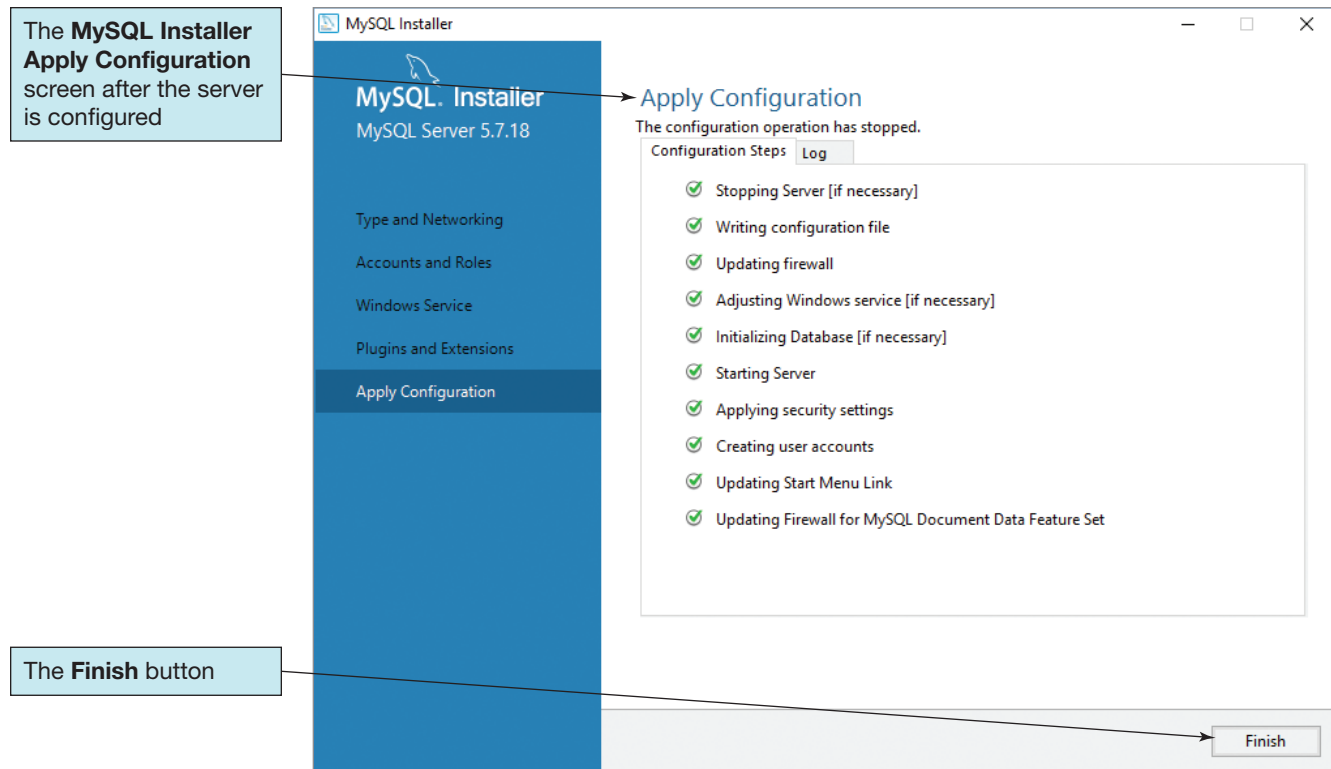 The MySQL Installer
Apply Configuration
screen after the server
is configured
MySQL Installer
MySQL. Installer
MySQL Server 5.7.18
Type and Networking
Accounts and Roles
Windows Service
Plugins and Extensions
Apply Configuration
Apply Configuration
The configuration operation has stopped.
Configuration Steps Log
Stopping Server [if necessary]
Writing configuration file
Updating firewall
Adjusting Windows service [if necessary]
Initializing Database [if necessary]
Starting Server
Applying security settings
Creating user accounts
Updating Start Menu Link
Updating Firewall for MySQL Document Data Feature Set
The Finish button
Finish